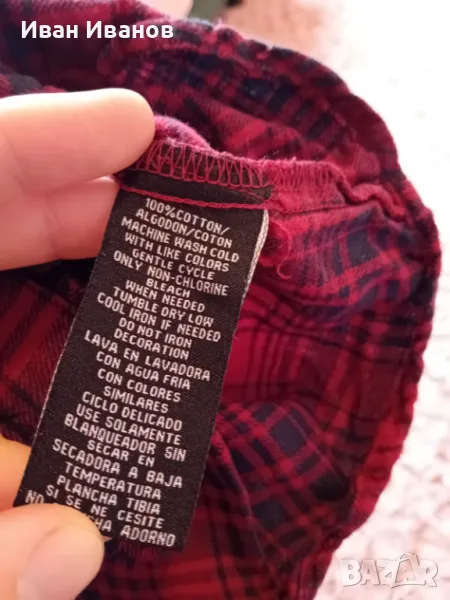 Иван Иванов
100%COTTON/
ALGODON/COTON
MACHINE WASH COLD
WITH LIKE COLORS
GENTLE CYCLE
ONLY NON-CHLORINE
BLEACH
WHEN NEEDED
TUMBLE DRY LOW
COOL IRON IF NEEDED
DO NOT IRON
DECORATION
LAVA EN LAVADORA
CON AGUA FRIA
CON COLORES
SIMILARES
CICLO DELICADO
USE SOLAMENTE
BLANQUEADOR SIN
SECAR EN
SECADORA A BAJA
TEMPERATURA
PLANCHA TIBIA
SI SE NE CESITE
NO ADORNO
BAZAR